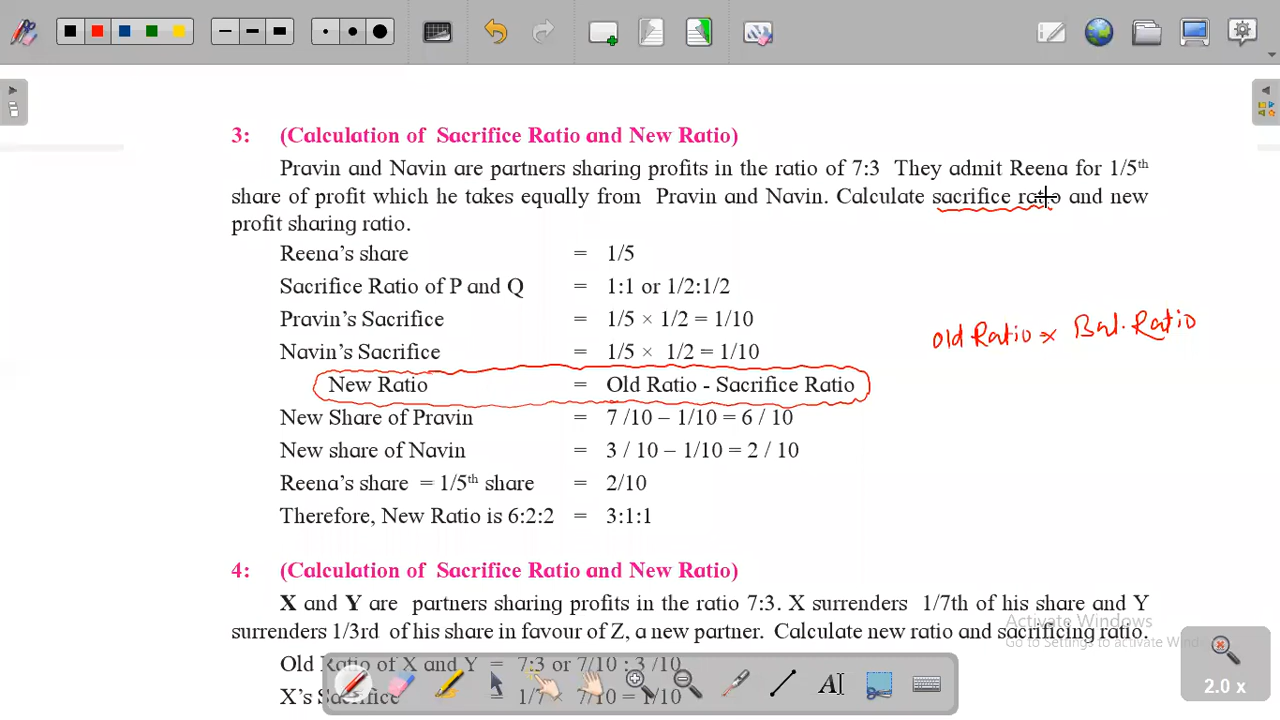 3: (Calculation of Sacrifice Ratio and New Ratio)
Pravin and Navin are partners sharing profits in the ratio of 7:3 They admit Reena for 1/5th
share of profit which he takes equally from Pravin and Navin. Calculate sacrifice ratio and new
profit sharing ratio.
Reena's share = 1/5
Sacrifice Ratio of P and Q = 1:1 or 1/2:1/2
Pravin's Sacrifice = 1/5 × 1/2 = 1/10
Navin's Sacrifice = 1/5 × 1/2 = 1/10
Old Ratio × Bal. Ratio
New Ratio = Old Ratio - Sacrifice Ratio
New Share of Pravin = 7 /10 – 1/10 = 6 / 10
New share of Navin = 3 / 10 – 1/10 = 2 / 10
Reena's share = 1/5th share = 2/10
Therefore, New Ratio is 6:2:2 = 3:1:1
4: (Calculation of Sacrifice Ratio and New Ratio)
X and Y are partners sharing profits in the ratio 7:3. X surrenders 1/7th of his share and Y
surrenders 1/3rd of his share in favour of Z, a new partner. Calculate new ratio and sacrificing ratio.
Activate Windows
Go to Settings to activate Wind
Old Ratio of X and Y = 7:3 or 7/10 : 3 /10
X's Sacrifice = 1/7 × 7/10 = 1/10
2.0 x